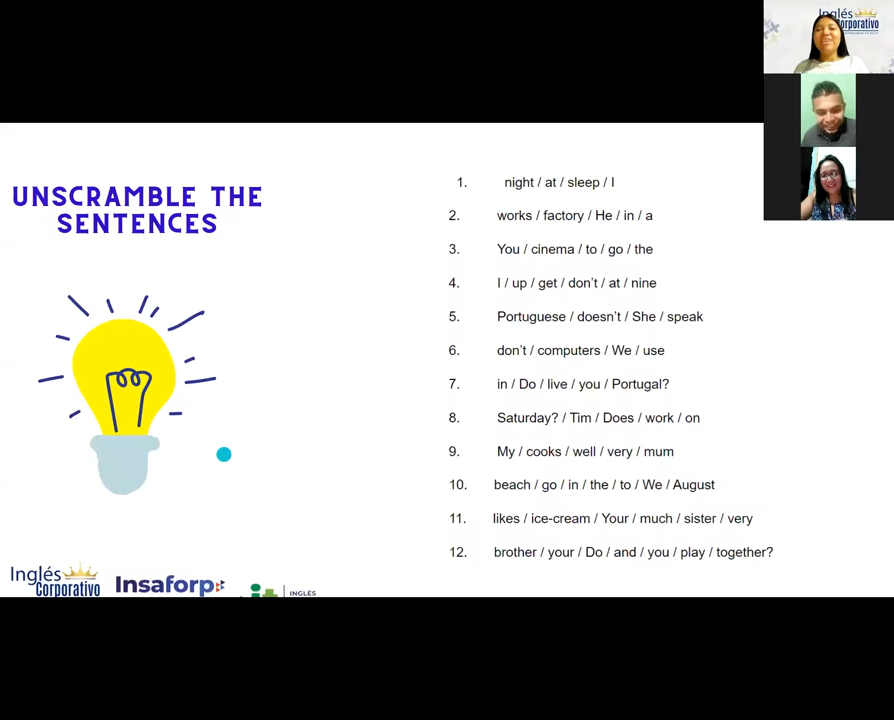 Inglés
Corporativo
UNSCRAMBLE THE
SENTENCES
1. night / at / sleep / I
2. works / factory / He / in / a
3. You / cinema / to / go / the
4. I / up / get / don't / at / nine
5. Portuguese / doesn't / She / speak
6. don't / computers / We / use
7. in / Do / live / you / Portugal?
8. Saturday? / Tim / Does / work / on
9. My / cooks / well / very / mum
10. beach / go / in / the / to / We / August
11. likes / ice-cream / Your / much / sister / very
12. brother / your / Do / and / you / play / together?
Inglés
Corporativo
Insaforp
INGLÉS